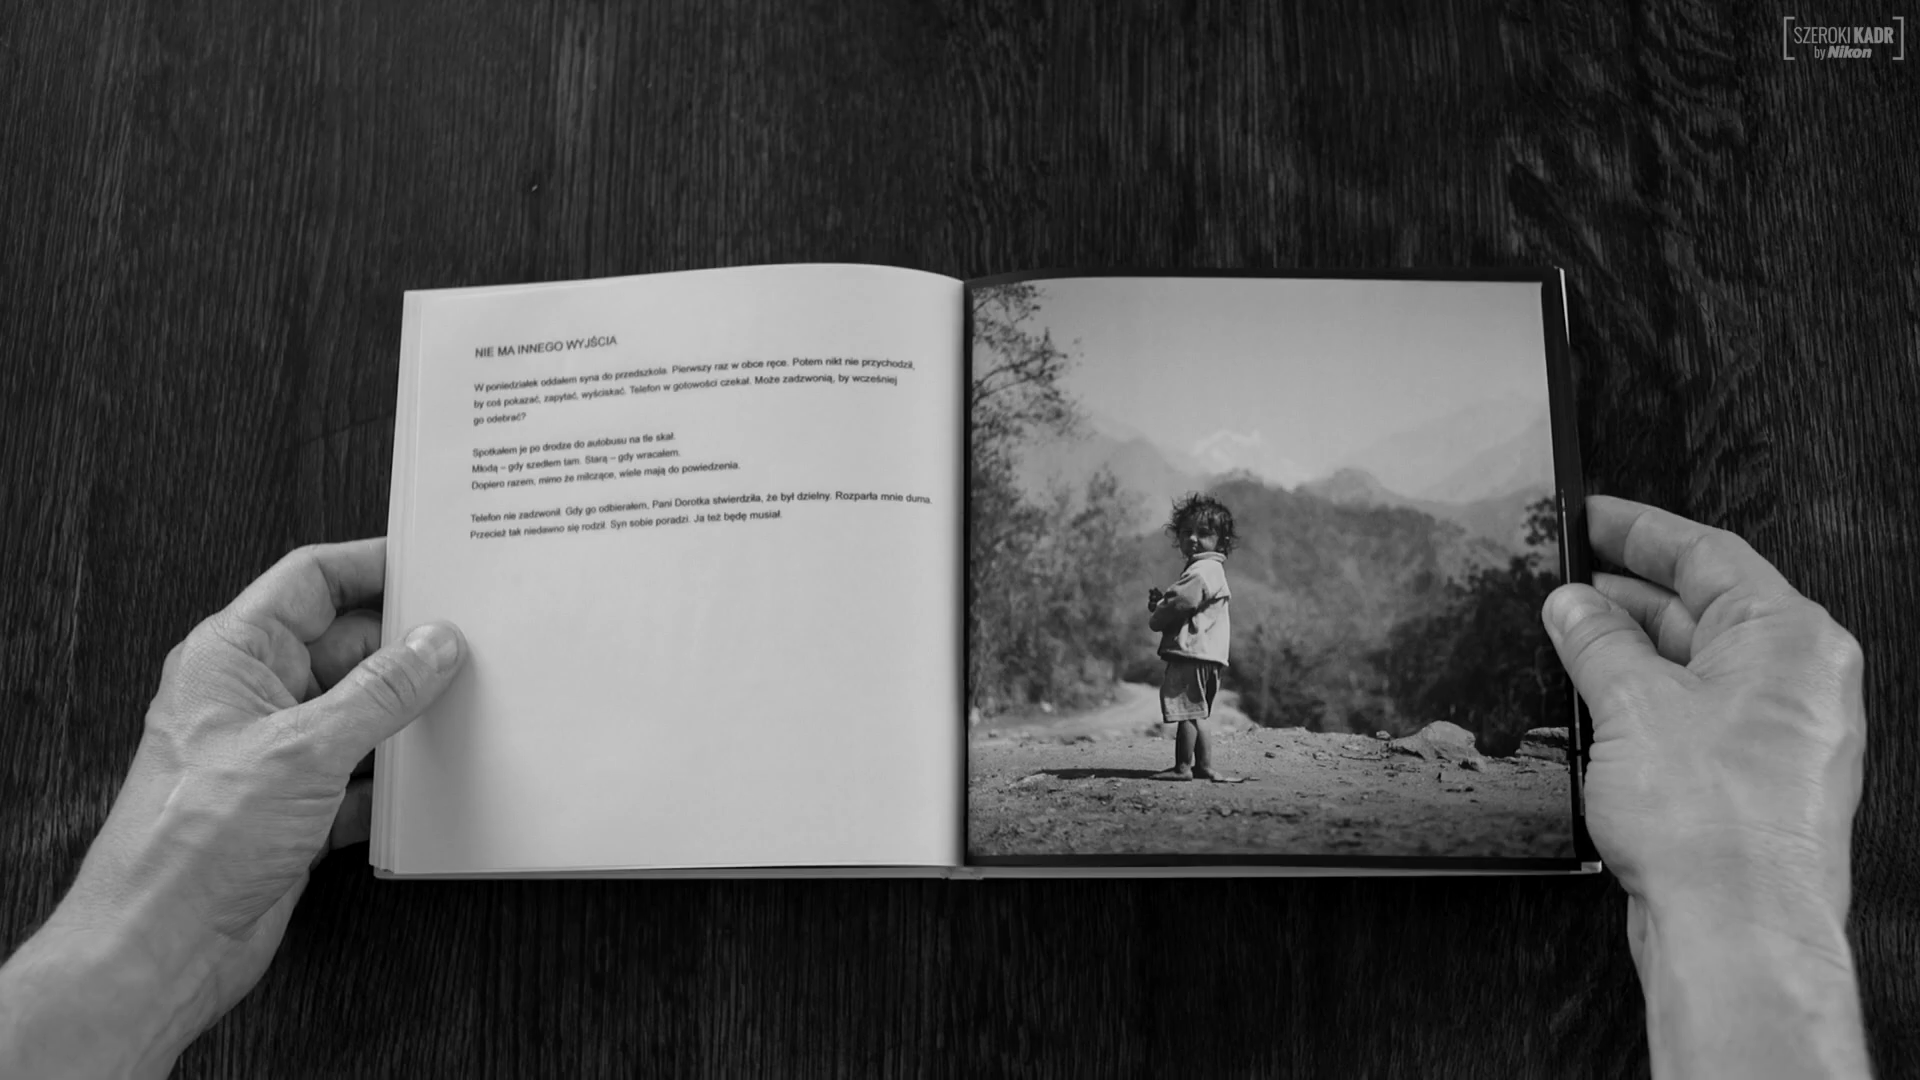 [SZEROKI KADR]
by Nikon
NIE MA INNEGO WYJŚCIA
W poniedziałek oddałem syna do przedszkola. Pierwszy raz w obce ręce. Potem nikt nie przychodził,
by coś pokazać, zapytać, wyściskać. Telefon w gotowości czekał. Może zadzwonią, by wcześniej
go odebrać?
Spotkałem je po drodze do autobusu na tle skał.
Młodą – gdy szedłem tam. Starą – gdy wracałem.
Dopiero razem, mimo że milczące, wiele mają do powiedzenia.
Telefon nie zadzwonił. Gdy go odbierałem, Pani Dorotka stwierdziła, że był dzielny. Rozparła mnie duma.
Przecież tak niedawno się rodził. Syn sobie poradzi. Ja też będę musiał.